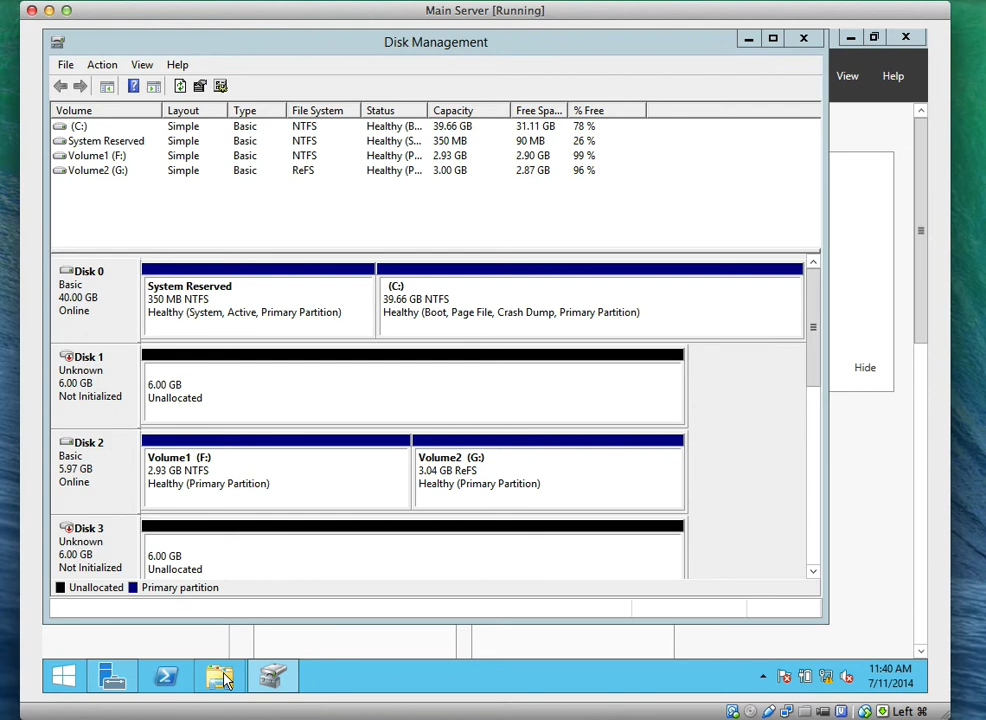 Main Server [Running]
Disk Management
File Action View Help
View Help
Volume Layout Type File System Status Capacity Free Spa... % Free
(C:) Simple Basic NTFS Healthy (B... 39.66 GB 31.11 GB 78 %
System Reserved Simple Basic NTFS Healthy (S... 350 MB 90 MB 26 %
Volume1 (F:) Simple Basic NTFS Healthy (P... 2.93 GB 2.90 GB 99 %
Volume2 (G:) Simple Basic ReFS Healthy (P... 3.00 GB 2.87 GB 96 %
Disk 0
Basic
40.00 GB
Online
System Reserved
350 MB NTFS
Healthy (System, Active, Primary Partition)
(C:)
39.66 GB NTFS
Healthy (Boot, Page File, Crash Dump, Primary Partition)
Disk 1
Unknown
6.00 GB
Not Initialized
6.00 GB
Unallocated
Hide
Disk 2
Basic
5.97 GB
Online
Volume1 (F:)
2.93 GB NTFS
Healthy (Primary Partition)
Volume2 (G:)
3.04 GB ReFS
Healthy (Primary Partition)
Disk 3
Unknown
6.00 GB
Not Initialized
6.00 GB
Unallocated
Unallocated Primary partition
11:40 AM
7/11/2014
Left ⌘